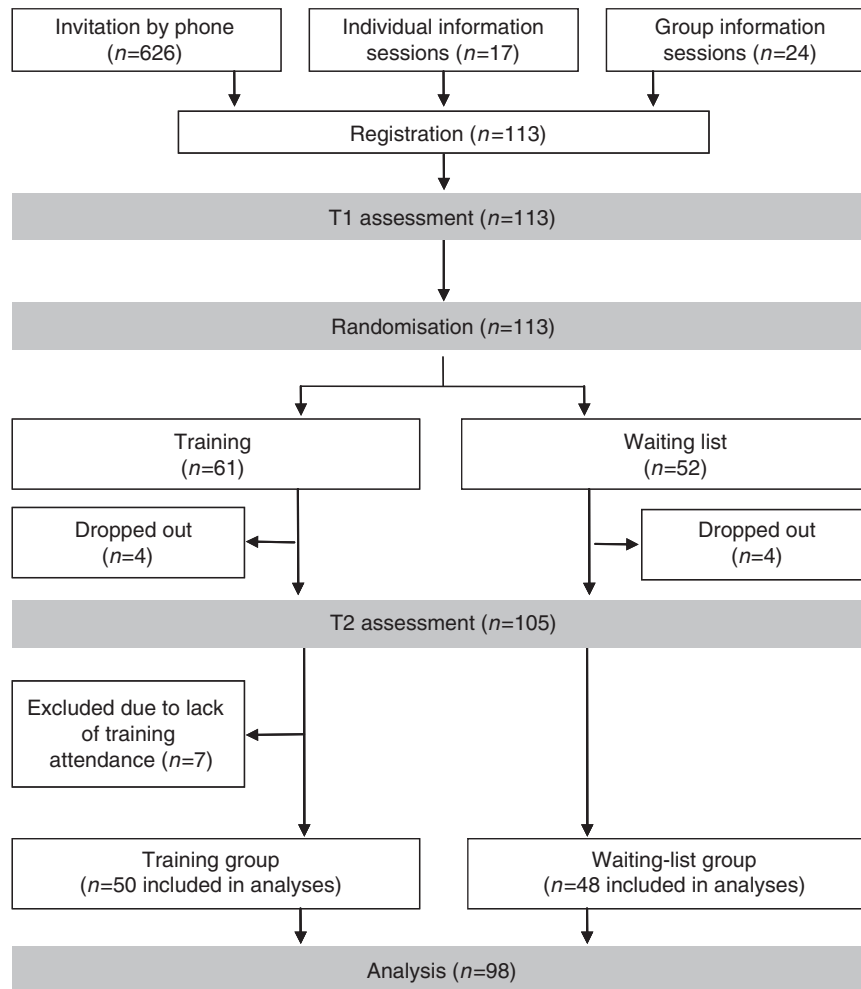 Invitation by phone
(n=626)
Individual information
sessions (n=17)
Group information
sessions (n=24)
Registration (n=113)
T1 assessment (n=113)
Randomisation (n=113)
Training
(n=61)
Waiting list
(n=52)
Dropped out
(n=4)
Dropped out
(n=4)
T2 assessment (n=105)
Excluded due to lack
of training
attendance (n=7)
Training group
(n=50 included in analyses)
Waiting-list group
(n=48 included in analyses)
Analysis (n=98)